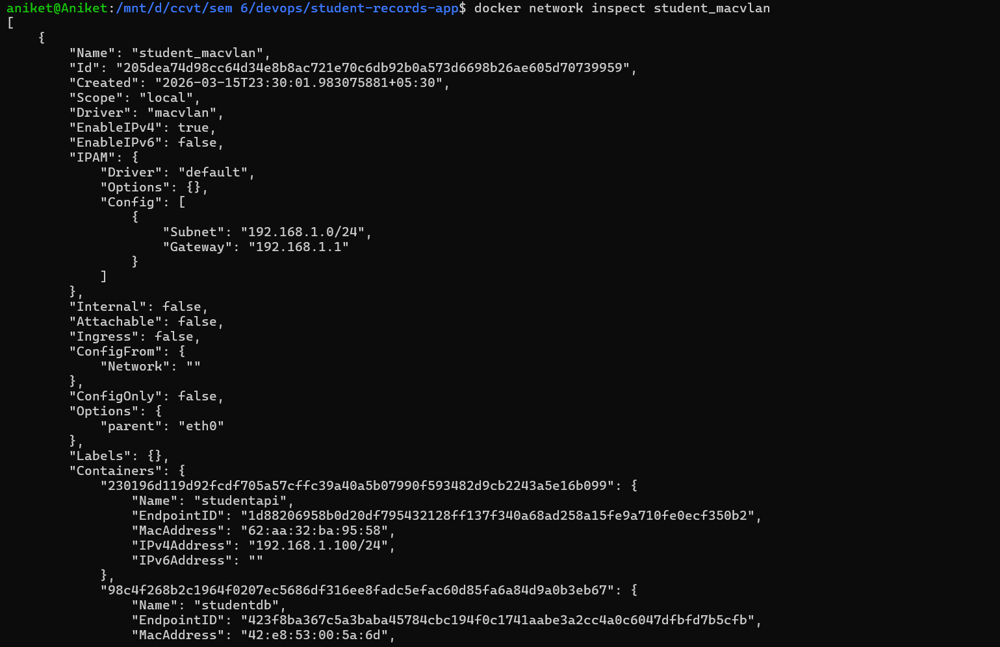 aniket@Aniket:/mnt/d/ccvt/sem 6/devops/student-records-app$ docker network inspect student_macvlan
[
    {
        "Name": "student_macvlan",
        "Id": "205dea74d98cc64d34e8b8ac721e70c6db92b0a573d6698b26ae605d70739959",
        "Created": "2026-03-15T23:30:01.983075881+05:30",
        "Scope": "local",
        "Driver": "macvlan",
        "EnableIPv4": true,
        "EnableIPv6": false,
        "IPAM": {
            "Driver": "default",
            "Options": {},
            "Config": [
                {
                    "Subnet": "192.168.1.0/24",
                    "Gateway": "192.168.1.1"
                }
            ]
        },
        "Internal": false,
        "Attachable": false,
        "Ingress": false,
        "ConfigFrom": {
            "Network": ""
        },
        "ConfigOnly": false,
        "Options": {
            "parent": "eth0"
        },
        "Labels": {},
        "Containers": {
            "230196d119d92fcdf705a57cffc39a40a5b07990f593482d9cb2243a5e16b099": {
                "Name": "studentapi",
                "EndpointID": "1d88206958b0d20df795432128ff137f340a68ad258a15fe9a710fe0ecf350b2",
                "MacAddress": "62:aa:32:ba:95:58",
                "IPv4Address": "192.168.1.100/24",
                "IPv6Address": ""
            },
            "98c4f268b2c1964f0207ec5686df316ee8fadc5efac60d85fa6a84d9a0b3eb67": {
                "Name": "studentdb",
                "EndpointID": "423f8ba367c5a3baba45784cbc194f0c1741aabe3a2cc4a0c6047dfbfd7b5cfb",
                "MacAddress": "42:e8:53:00:5a:6d",